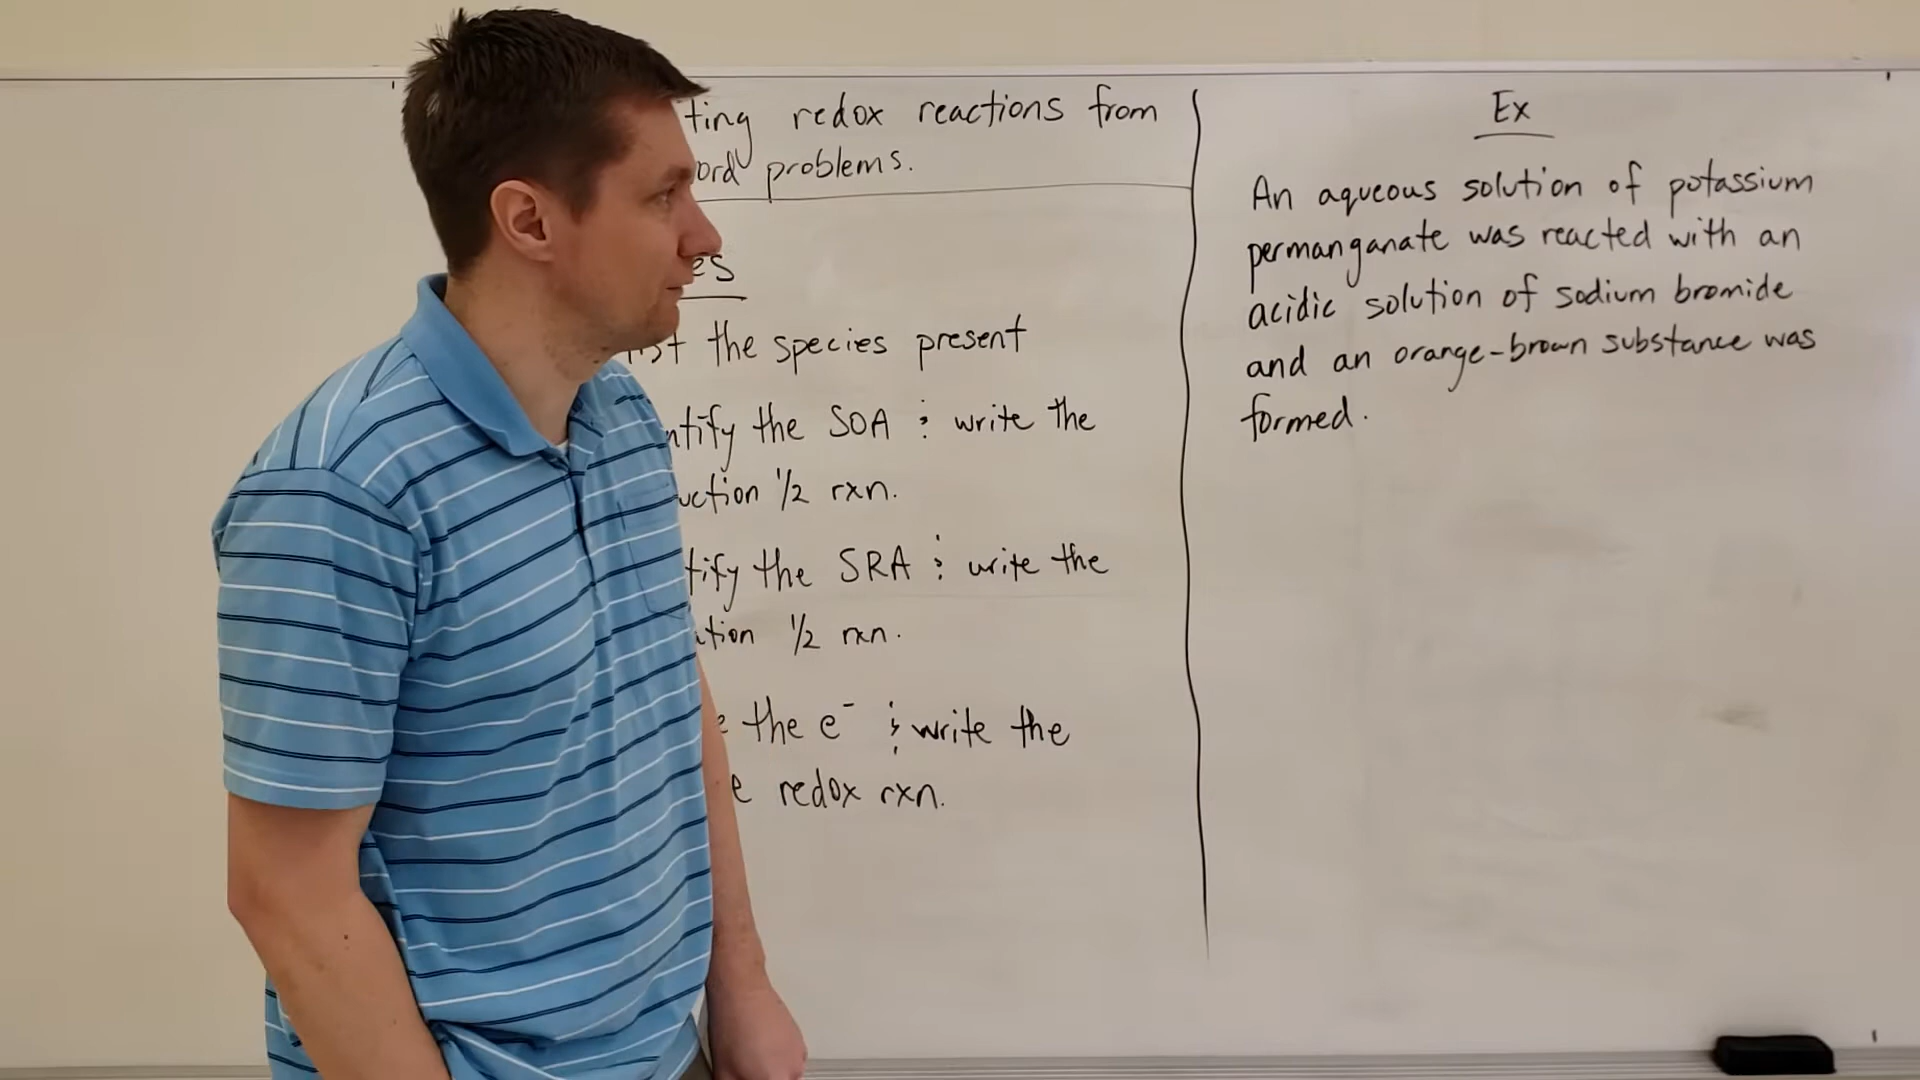 redox reactions from
problems.
the species present
the SOA & write the
½ rxn.
the SRA & write the
½ rxn.
the e⁻ & write the
redox rxn.
Ex
An aqueous solution of potassium
permanganate was reacted with an
acidic solution of sodium bromide
and an orange-brown substance was
formed.